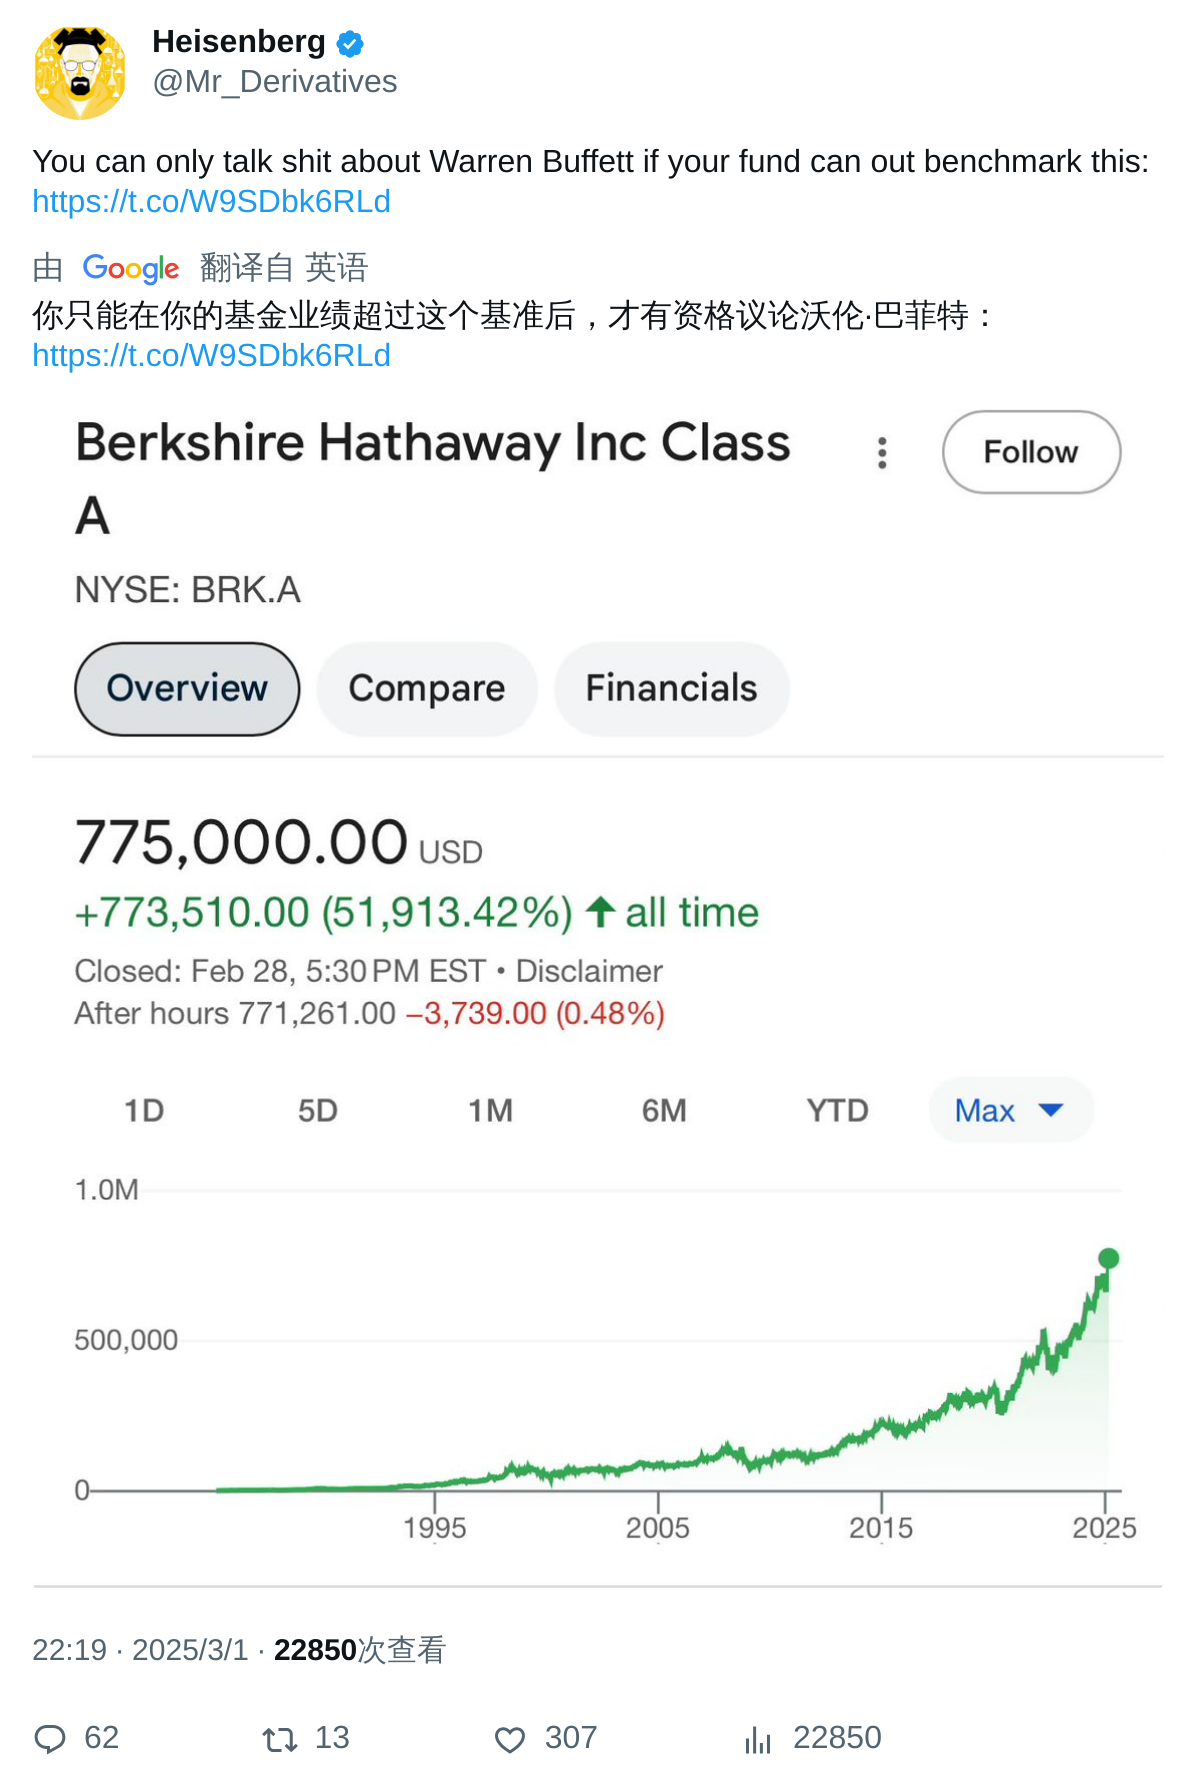 Heisenberg
@Mr_Derivatives
You can only talk shit about Warren Buffett if your fund can out benchmark this:
https://t.co/W9SDbk6RLd
由 Google 翻译自 英语
你只能在你的基金业绩超过这个基准后，才有资格议论沃伦·巴菲特：
https://t.co/W9SDbk6RLd
Berkshire Hathaway Inc Class
A
Follow
NYSE: BRK.A
Overview Compare Financials
775,000.00 USD
+773,510.00 (51,913.42%) ↑ all time
Closed: Feb 28, 5:30 PM EST • Disclaimer
After hours 771,261.00 −3,739.00 (0.48%)
1D 5D 1M 6M YTD Max
1.0M
500,000
0
1995 2005 2015 2025
22:19 · 2025/3/1 · 22850次查看
62 13 307 22850